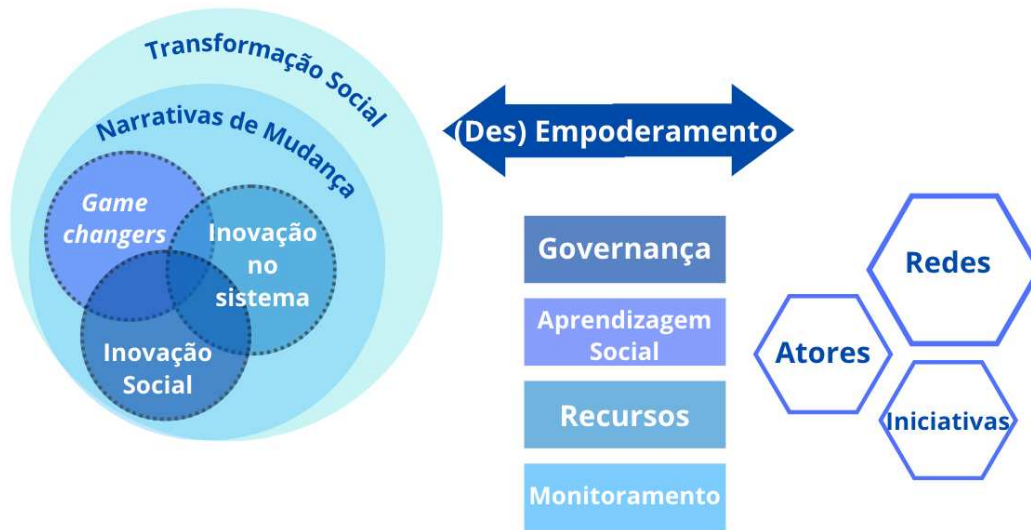 Transformação Social
Narrativas de Mudança
Game
changers
Inovação
no
sistema
Inovação
Social
(Des) Empoderamento
Governança
Aprendizagem
Social
Recursos
Monitoramento
Redes
Atores
Iniciativas